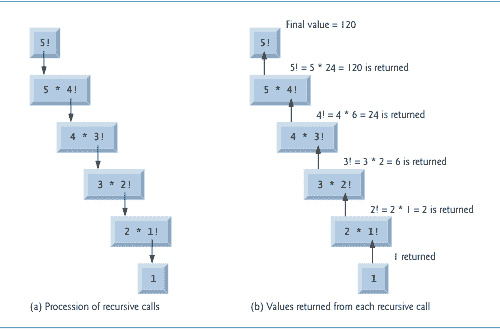 5!
5 * 4!
4 * 3!
3 * 2!
2 * 1!
1
(a) Procession of recursive calls
Final value = 120
5!
5! = 5 * 24 = 120 is returned
5 * 4!
4! = 4 * 6 = 24 is returned
4 * 3!
3! = 3 * 2 = 6 is returned
3 * 2!
2! = 2 * 1 = 2 is returned
2 * 1!
1 returned
1
(b) Values returned from each recursive call